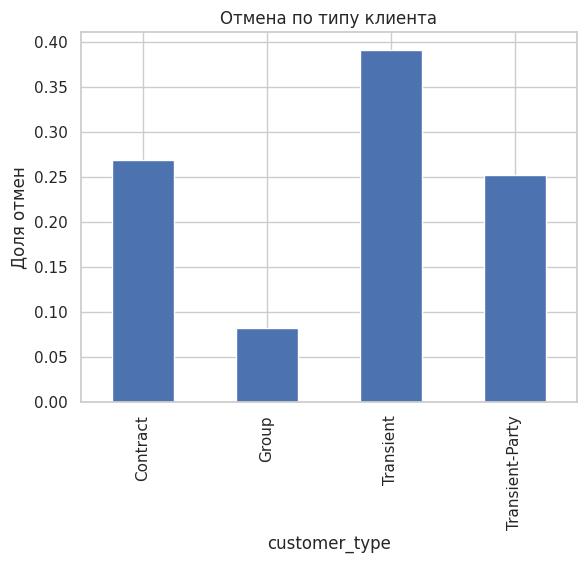 Отмена по типу клиента
Доля отмен
0.40
0.35
0.30
0.25
0.20
0.15
0.10
0.05
0.00
Contract
Group
Transient
Transient-Party
customer_type